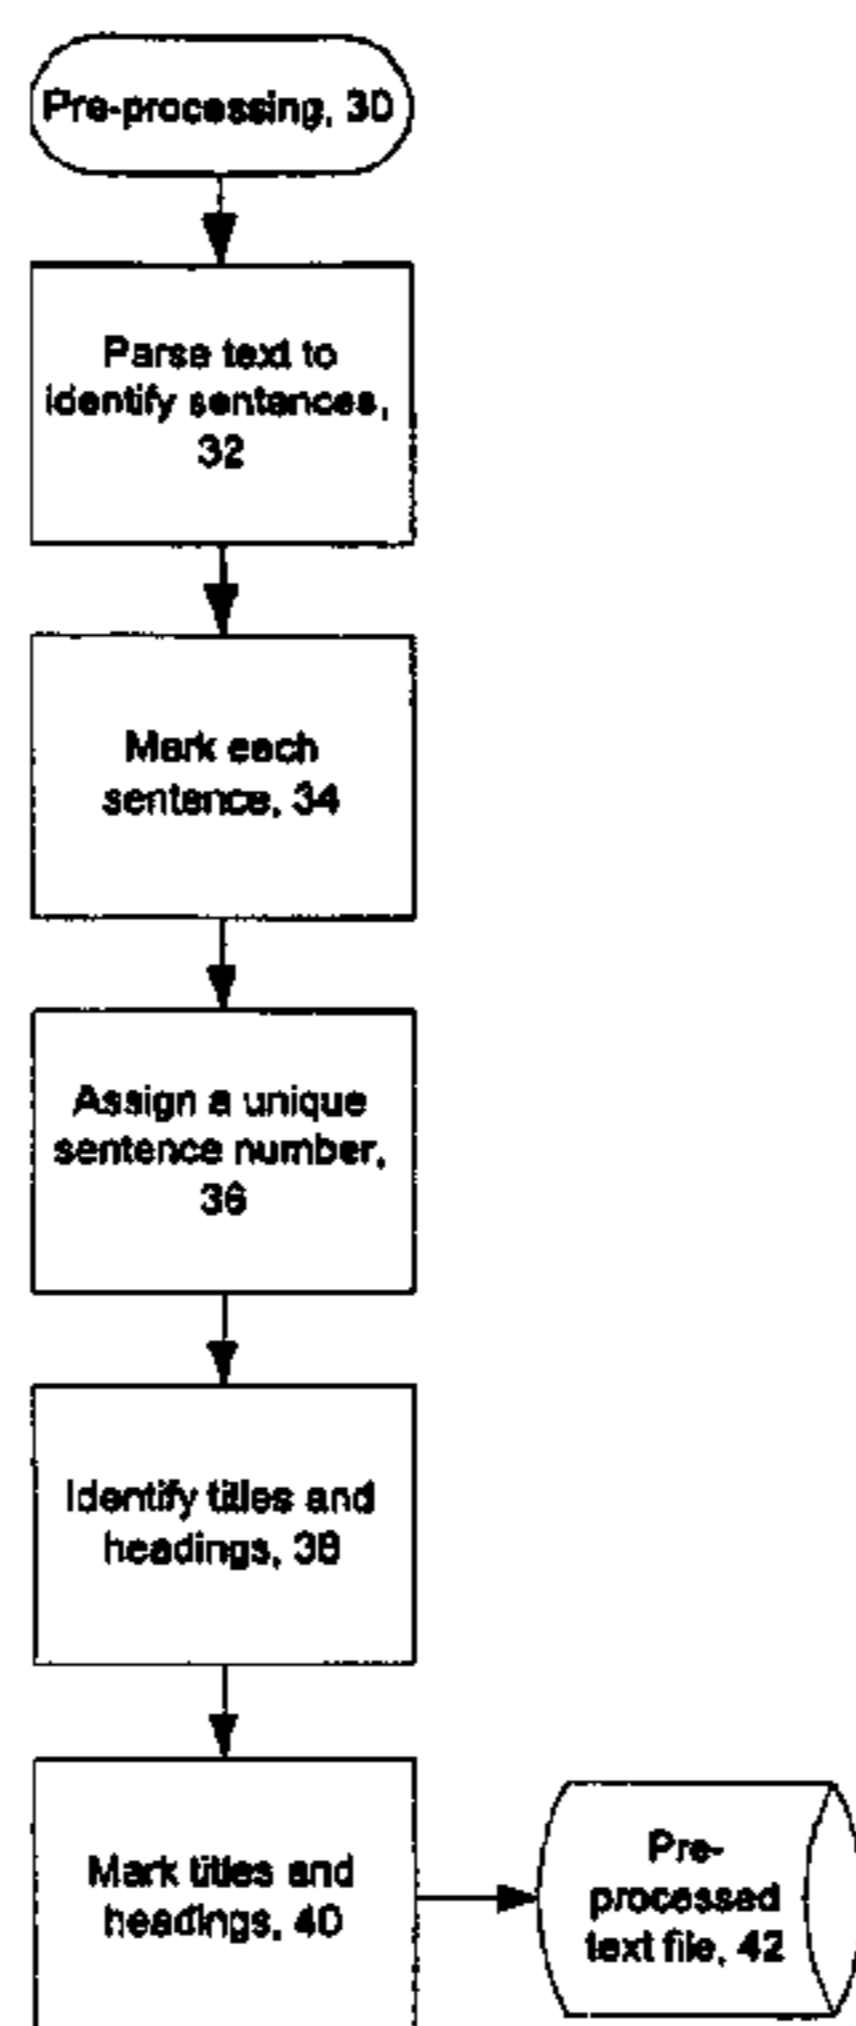 Pre-processing, 30
Parse text to
identify sentences,
32
Mark each
sentence, 34
Assign a unique
sentence number,
36
Identify titles and
headings, 38
Mark titles and
headings, 40
Pre-
processed
text file, 42